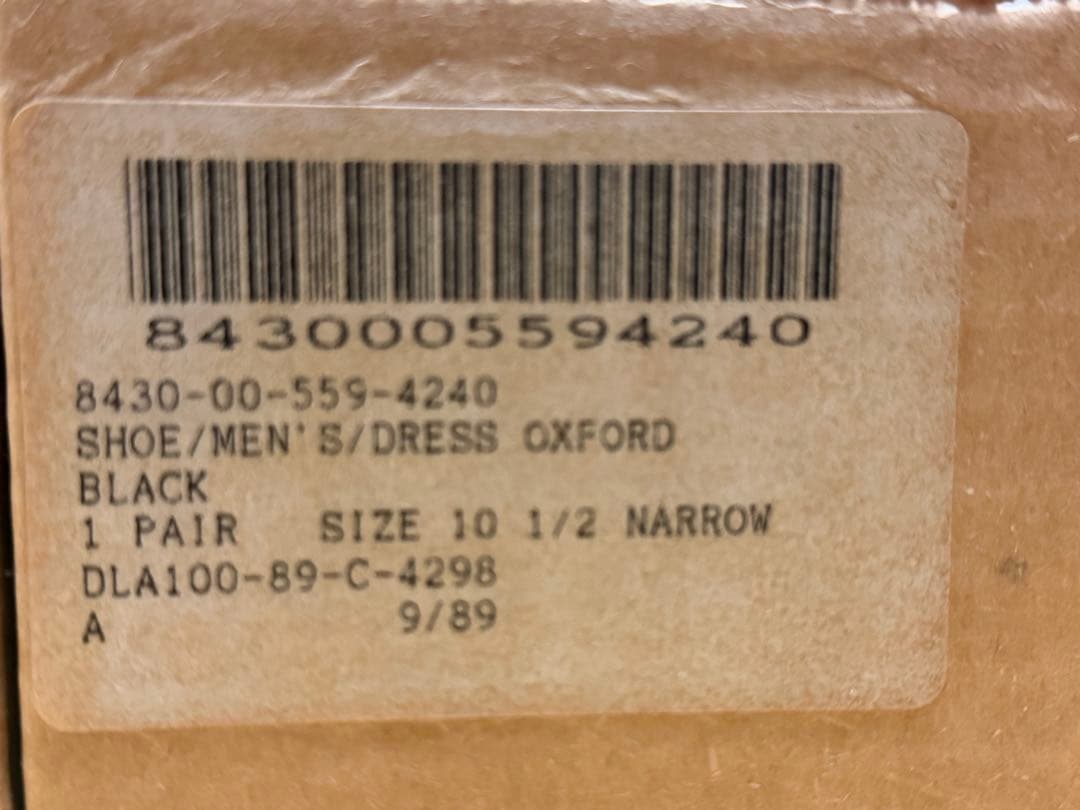 8430005594240
8430-00-559-4240
SHOE/MEN'S/DRESS OXFORD
BLACK
1 PAIR SIZE 10 1/2 NARROW
DLA100-89-C-4298
A 9/89